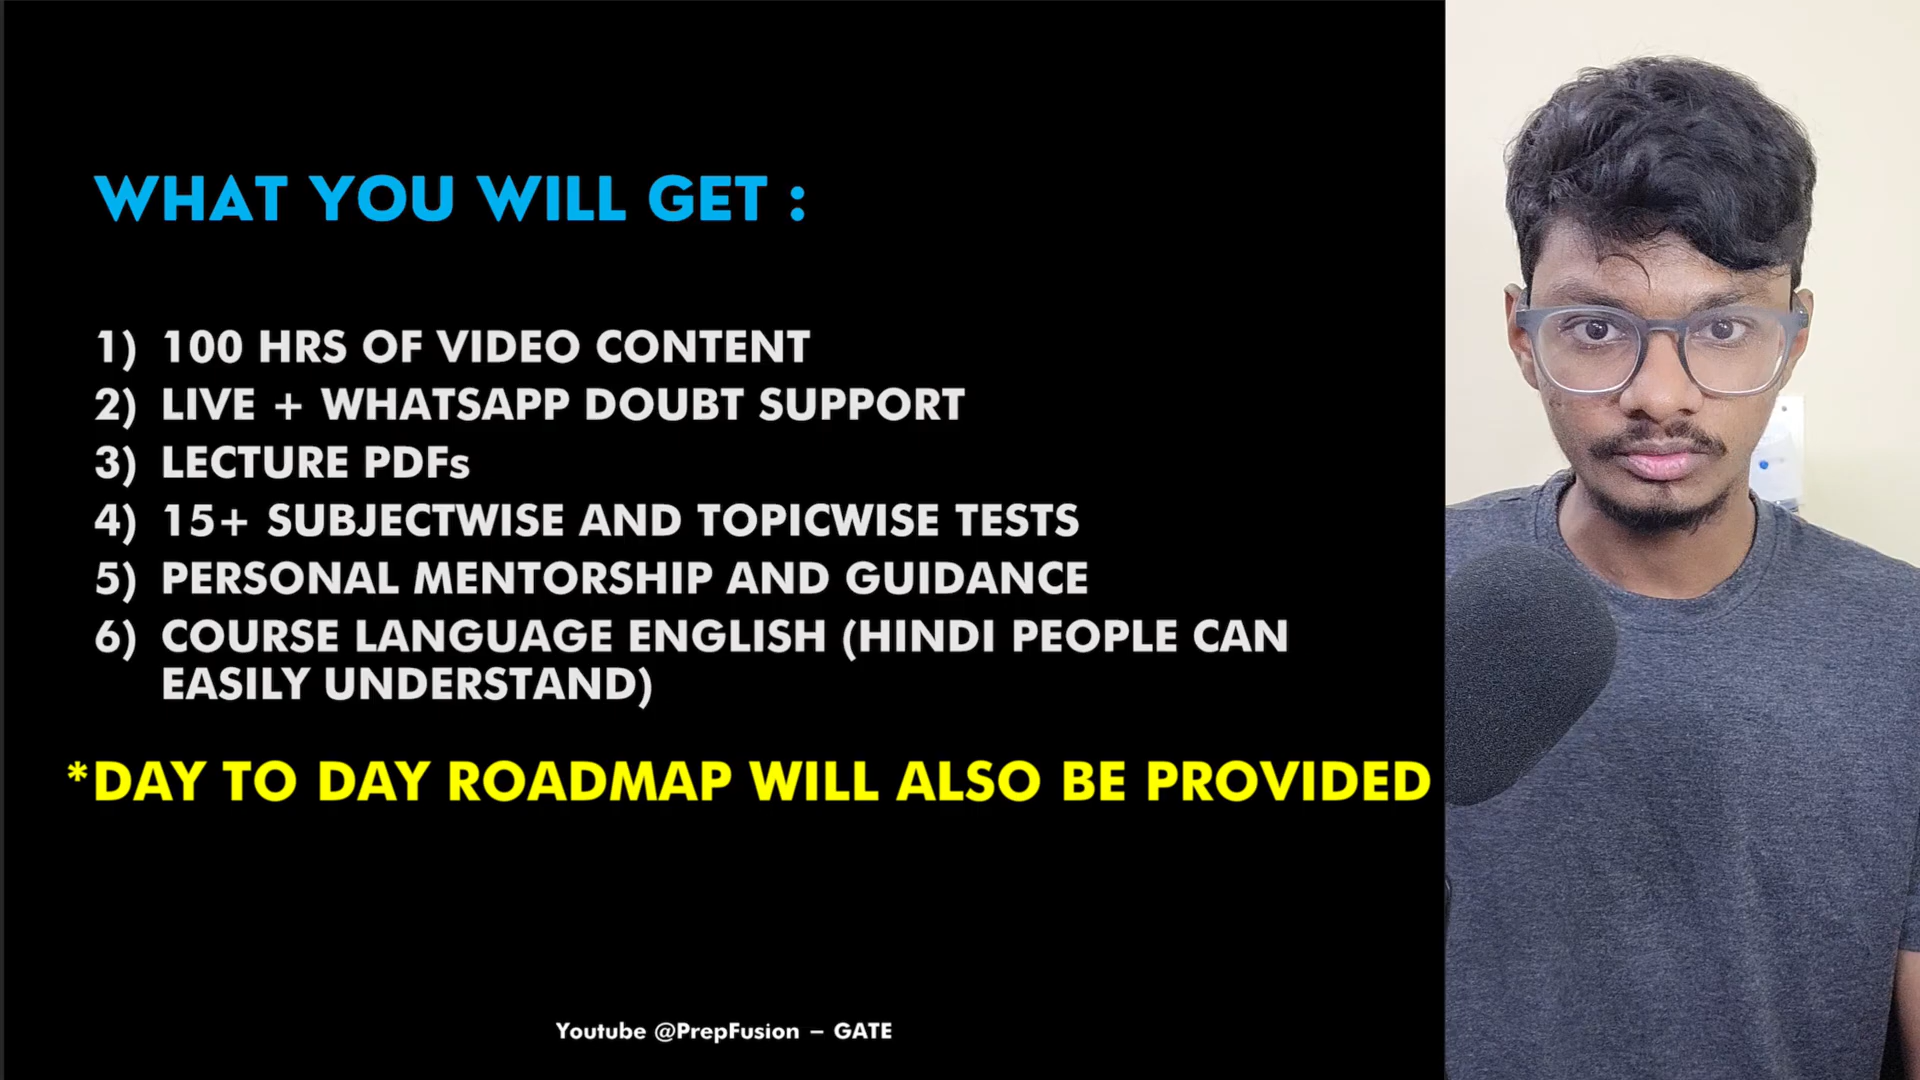 WHAT YOU WILL GET :
1) 100 HRS OF VIDEO CONTENT
2) LIVE + WHATSAPP DOUBT SUPPORT
3) LECTURE PDFs
4) 15+ SUBJECTWISE AND TOPICWISE TESTS
5) PERSONAL MENTORSHIP AND GUIDANCE
6) COURSE LANGUAGE ENGLISH (HINDI PEOPLE CAN
EASILY UNDERSTAND)
*DAY TO DAY ROADMAP WILL ALSO BE PROVIDED
Youtube @PrepFusion – GATE